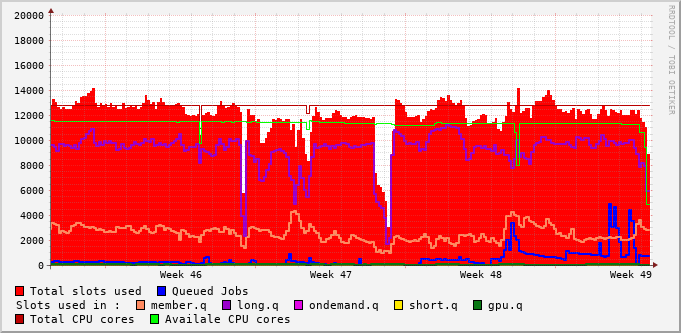 20000
18000
16000
14000
12000
10000
8000
6000
4000
2000
0
Week 46 Week 47 Week 48 Week 49
Total slots used Queued Jobs
Slots used in : member.q long.q ondemand.q short.q gpu.q
Total CPU cores Availale CPU cores
RRDTOOL / TOBI OETIKER